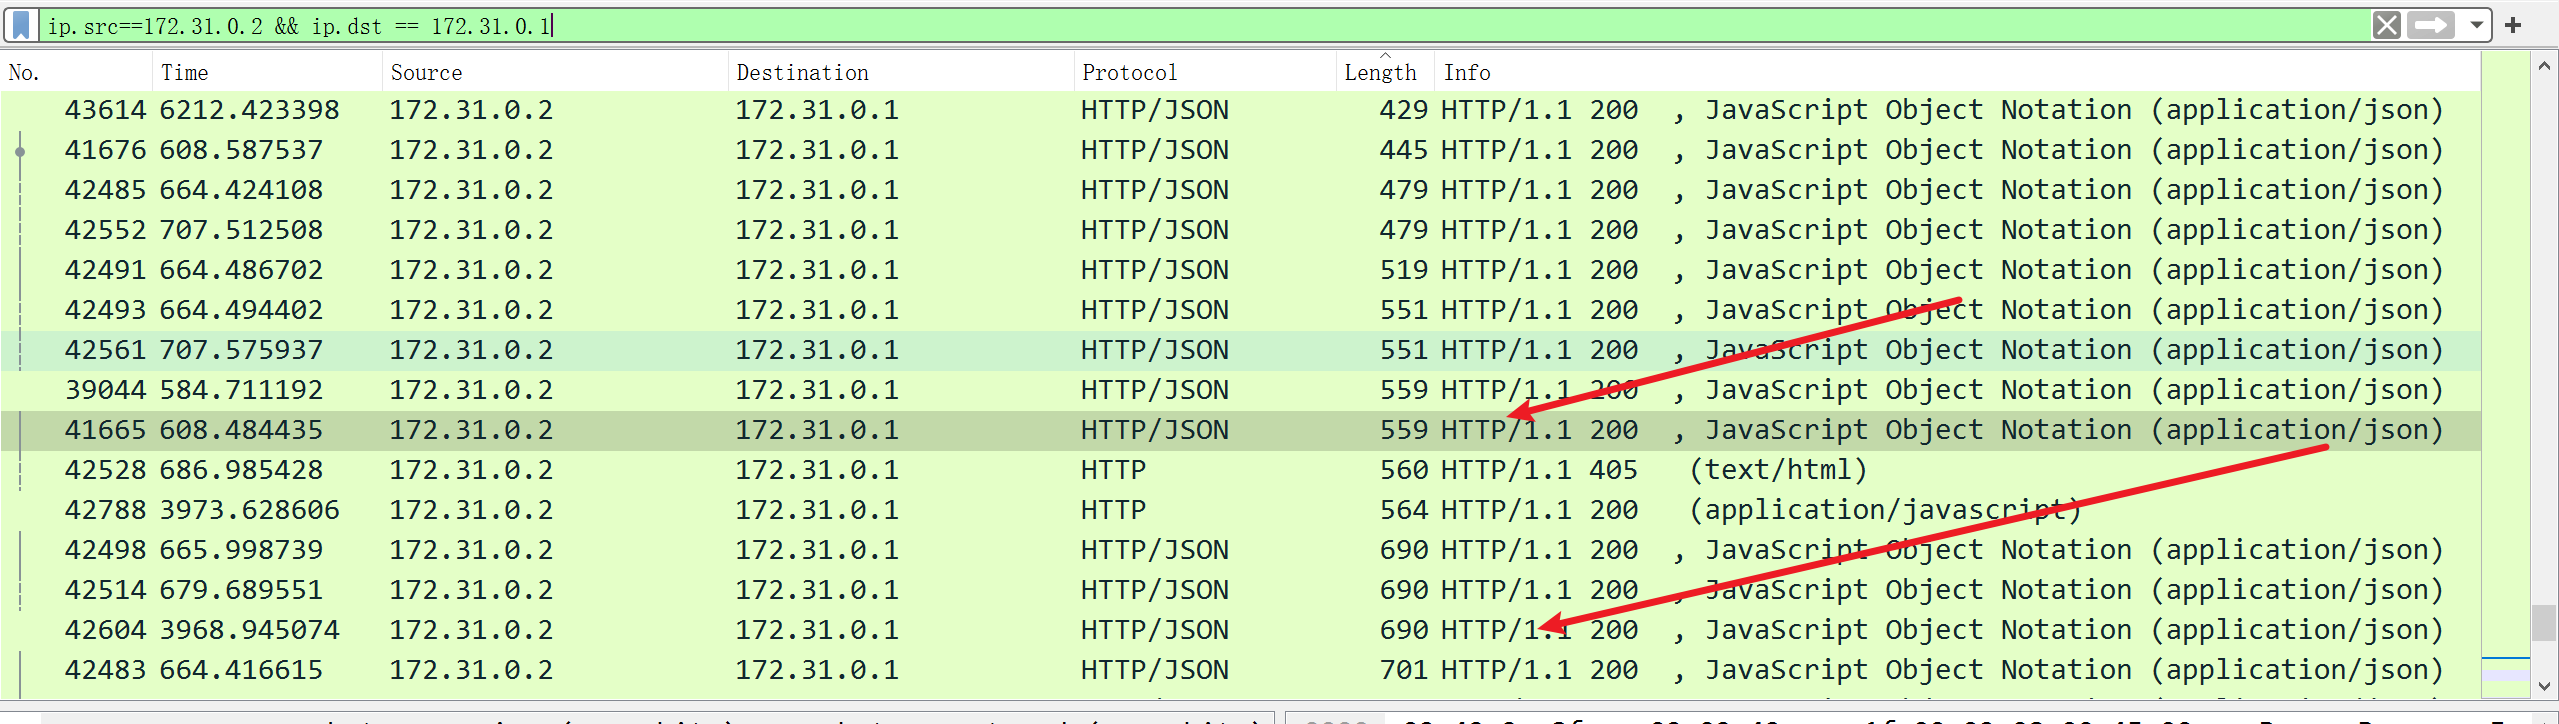 ip.src==172.31.0.2 && ip.dst == 172.31.0.1
No. Time Source Destination Protocol Length Info
43614 6212.423398 172.31.0.2 172.31.0.1 HTTP/JSON 429 HTTP/1.1 200 , JavaScript Object Notation (application/json)
41676 608.587537 172.31.0.2 172.31.0.1 HTTP/JSON 445 HTTP/1.1 200 , JavaScript Object Notation (application/json)
42485 664.424108 172.31.0.2 172.31.0.1 HTTP/JSON 479 HTTP/1.1 200 , JavaScript Object Notation (application/json)
42552 707.512508 172.31.0.2 172.31.0.1 HTTP/JSON 479 HTTP/1.1 200 , JavaScript Object Notation (application/json)
42491 664.486702 172.31.0.2 172.31.0.1 HTTP/JSON 519 HTTP/1.1 200 , JavaScript Object Notation (application/json)
42493 664.494402 172.31.0.2 172.31.0.1 HTTP/JSON 551 HTTP/1.1 200 , JavaScript Object Notation (application/json)
42561 707.575937 172.31.0.2 172.31.0.1 HTTP/JSON 551 HTTP/1.1 200 , JavaScript Object Notation (application/json)
39044 584.711192 172.31.0.2 172.31.0.1 HTTP/JSON 559 HTTP/1.1 200 , JavaScript Object Notation (application/json)
41665 608.484435 172.31.0.2 172.31.0.1 HTTP/JSON 559 HTTP/1.1 200 , JavaScript Object Notation (application/json)
42528 686.985428 172.31.0.2 172.31.0.1 HTTP 560 HTTP/1.1 405 (text/html)
42788 3973.628606 172.31.0.2 172.31.0.1 HTTP 564 HTTP/1.1 200 (application/javascript)
42498 665.998739 172.31.0.2 172.31.0.1 HTTP/JSON 690 HTTP/1.1 200 , JavaScript Object Notation (application/json)
42514 679.689551 172.31.0.2 172.31.0.1 HTTP/JSON 690 HTTP/1.1 200 , JavaScript Object Notation (application/json)
42604 3968.945074 172.31.0.2 172.31.0.1 HTTP/JSON 690 HTTP/1.1 200 , JavaScript Object Notation (application/json)
42483 664.416615 172.31.0.2 172.31.0.1 HTTP/JSON 701 HTTP/1.1 200 , JavaScript Object Notation (application/json)